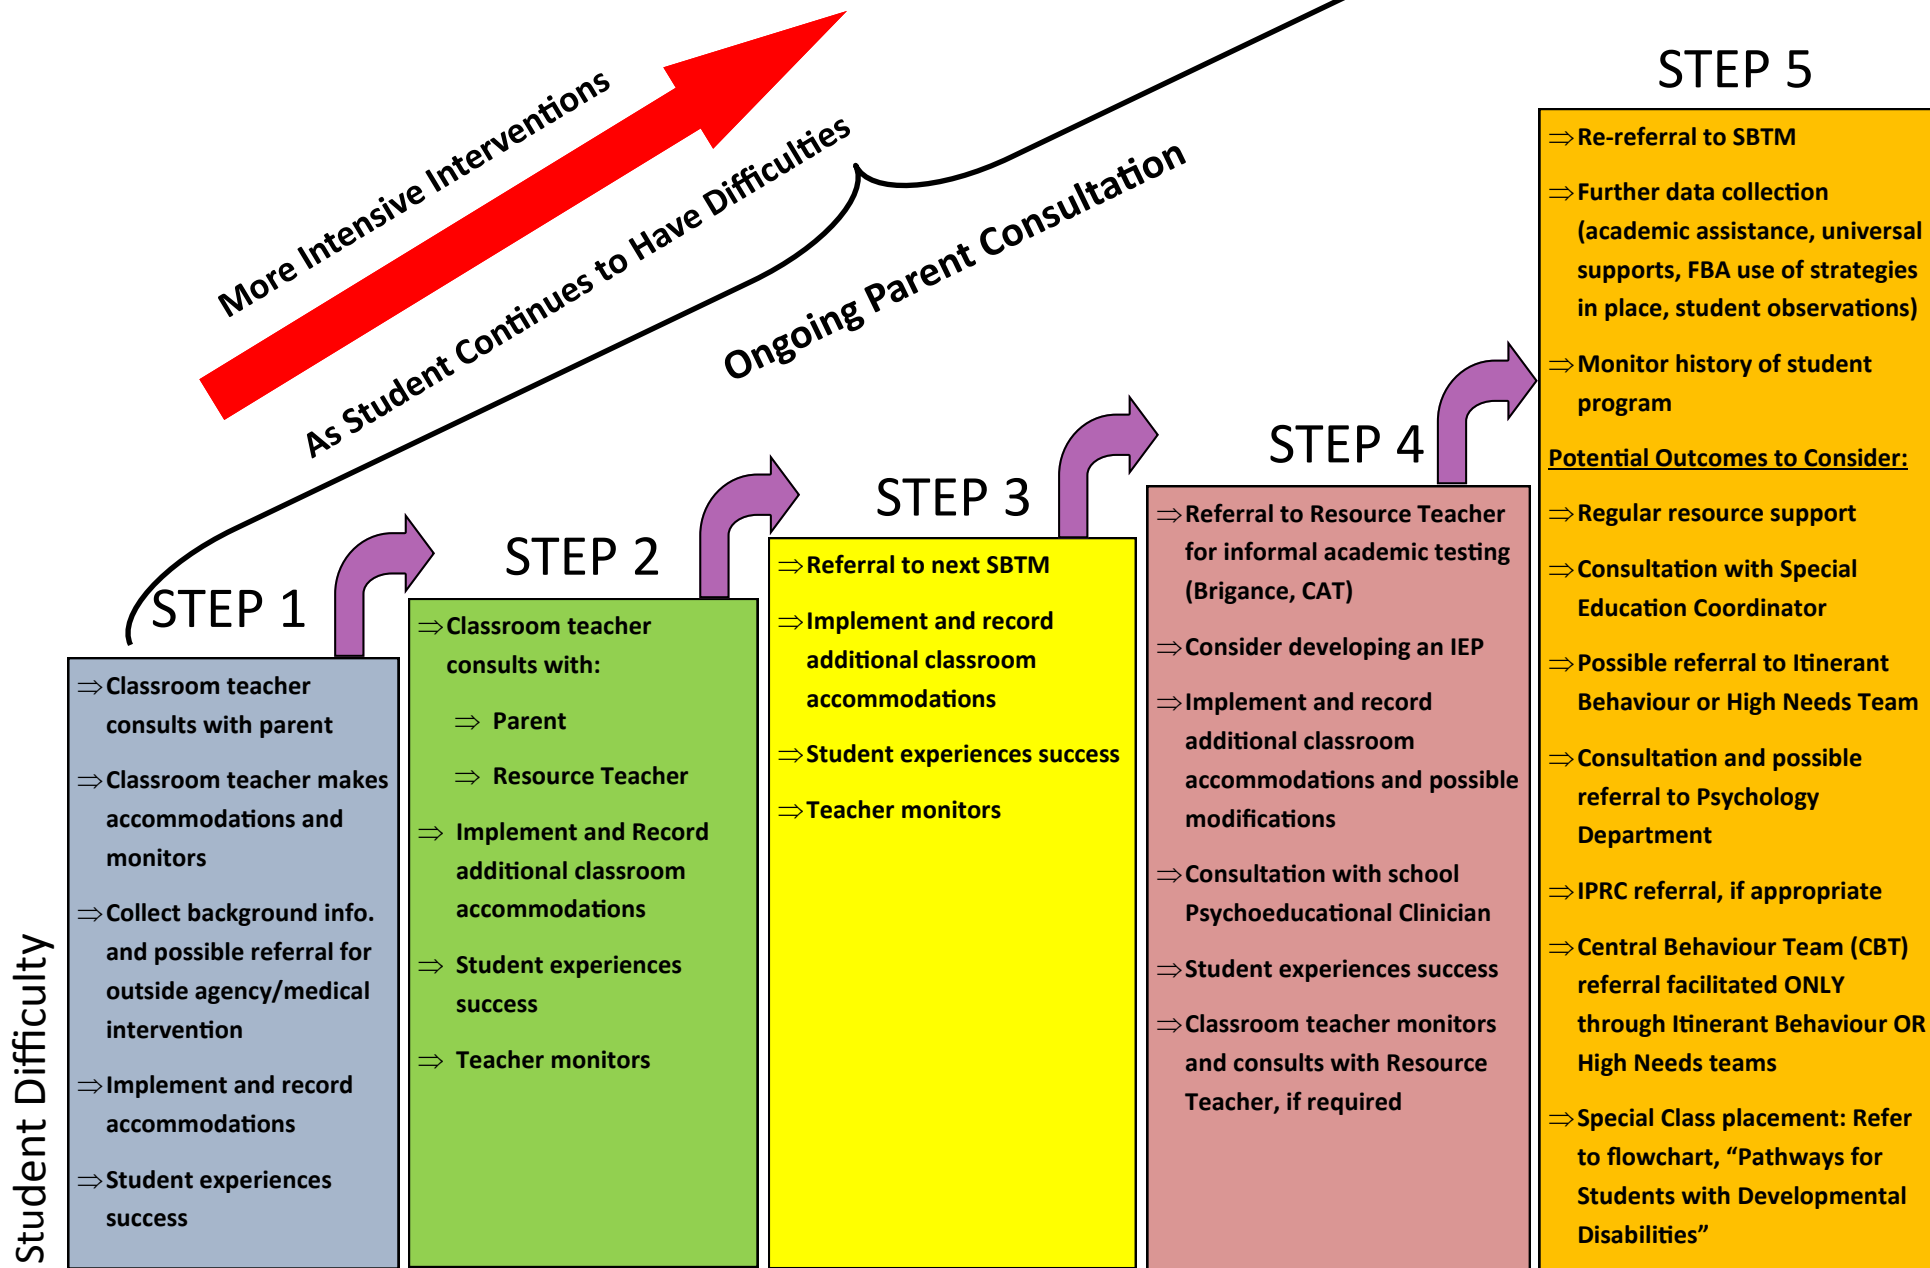 More Intensive Interventions
As Student Continues to Have Difficulties
Ongoing Parent Consultation
Student Difficulty
STEP 1
⇒Classroom teacher
consults with parent
⇒Classroom teacher makes
accommodations and
monitors
⇒Collect background info.
and possible referral for
outside agency/medical
intervention
⇒Implement and record
accommodations
⇒Student experiences
success
STEP 2
⇒Classroom teacher
consults with:
⇒ Parent
⇒ Resource Teacher
⇒ Implement and Record
additional classroom
accommodations
⇒ Student experiences
success
⇒ Teacher monitors
STEP 3
⇒Referral to next SBTM
⇒Implement and record
additional classroom
accommodations
⇒Student experiences success
⇒Teacher monitors
STEP 4
⇒Referral to Resource Teacher
for informal academic testing
(Brigance, CAT)
⇒Consider developing an IEP
⇒Implement and record
additional classroom
accommodations and possible
modifications
⇒Consultation with school
Psychoeducational Clinician
⇒Student experiences success
⇒Classroom teacher monitors
and consults with Resource
Teacher, if required
STEP 5
⇒Re-referral to SBTM
⇒Further data collection
(academic assistance, universal
supports, FBA use of strategies
in place, student observations)
⇒Monitor history of student
program
Potential Outcomes to Consider:
⇒Regular resource support
⇒Consultation with Special
Education Coordinator
⇒Possible referral to Itinerant
Behaviour or High Needs Team
⇒Consultation and possible
referral to Psychology
Department
⇒IPRC referral, if appropriate
⇒Central Behaviour Team (CBT)
referral facilitated ONLY
through Itinerant Behaviour OR
High Needs teams
⇒Special Class placement: Refer
to flowchart, “Pathways for
Students with Developmental
Disabilities”